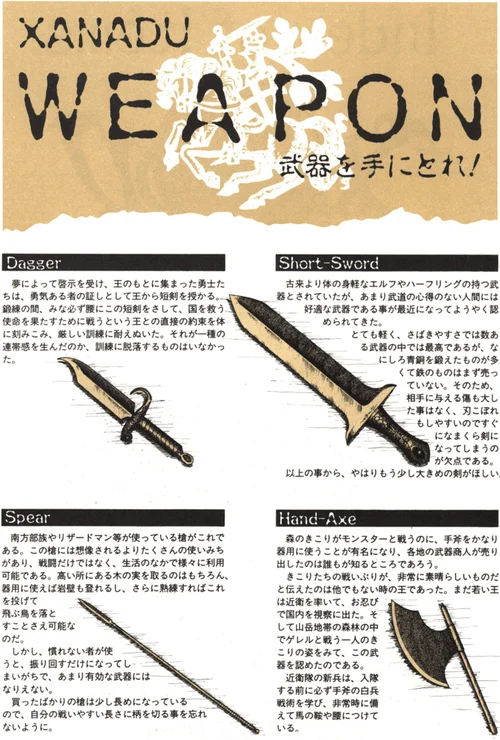 XANADU
WEAPON
武器を手にとれ!
Dagger
夢によって啓示を受け、王のもとに集まった勇士た
ちは、勇気ある者の証しとして王から短剣を授かる。
鍛練の間、みな必ず腰にこの短剣をさして、国を救う
使命を果たすために戦うという王との直接の約束を体
に刻みこみ、厳しい訓練に耐えぬいた。それが一種の
連帯感を生んだのか、訓練に脱落するものはいなかっ
た。
Short-Sword
古来より体の身軽なエルフやハーフリングの持つ武
器とされていたが、あまり武道の心得のない人間には
好適な武器である事が最近になってようやく認
められてきた。
とても軽く、さばきやすさでは数あ
る武器の中では最高であるが、な
にしろ青銅を鍛えたものが多
くて鉄のものはまず売っ
ていない。そのため、
相手に与える傷も大し
た事はなく、刃こぼれ
もしやすいのですぐ
になまくら剣に
なってしまうの
が欠点である。
以上の事から、やはりもう少し大きめの剣がほしい。
Spear
南方部族やリザードマン等が使っている槍がこれで
ある。この槍には想像されるよりたくさんの使いみち
があり、戦闘だけではなく、生活のなかで様々に利用
可能である。高い所にある木の実を取るのはもちろん、
器用に使えば岩壁も登れるし、さらに熟練すればこれ
を投げて
飛ぶ鳥を落と
すことさえ可能な
のだ。
しかし、慣れない者が使
うと、振り回すだけになってし
まいがちで、あまり有効な武器には
なりえない。
買ったばかりの槍は少し長めになっている
ので、自分の戦いやすい長さに柄を切る事を忘れ
ないように。
Hand-Axe
森のきこりがモンスターと戦うのに、手斧をかなり
器用に使うことが有名になり、各地の武器商人が売り
出したのは誰もが知るところであろう。
きこりたちの戦いぶりが、非常に素晴らしいものだ
と伝えたのは他でもない時の王であった。まだ若い王
は近衛を率いて、お忍び
で国内を視察に出た。そ
して山岳地帯の森林の中
でゲレルと戦う一人のき
こりの姿をみて、この武
器を認めたのである。
近衛隊の新兵は、入隊
する前に必ず手斧の白兵
戦術を学び、非常時に備
えて馬の鞍や腰につけて
いる。